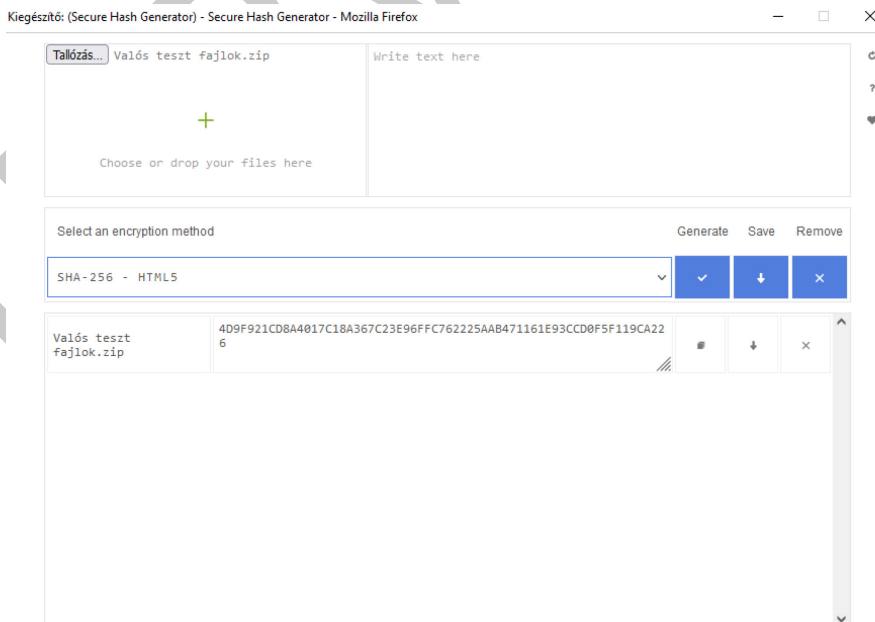 Kiegészítő: (Secure Hash Generator) - Secure Hash Generator - Mozilla Firefox
Tallózás... Valós teszt fajlok.zip
Write text here
Choose or drop your files here
Select an encryption method
Generate Save Remove
SHA-256 - HTML5
Valós teszt
fajlok.zip
4D9F921CD8A4017C18A367C23E96FFC762225AAB471161E93CCD0F5F119CA22
6